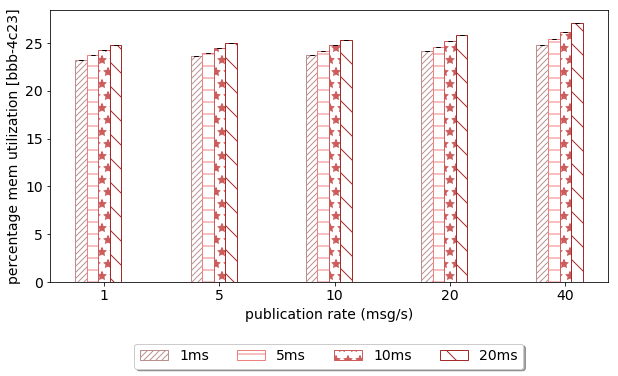 percentage mem utilization [bbb-4c23]
25
20
15
10
5
0
1 5 10 20 40
publication rate (msg/s)
1ms 5ms 10ms 20ms